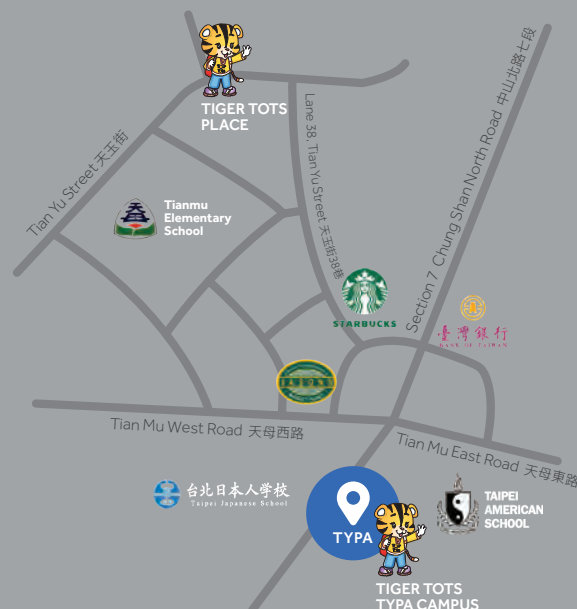 TIGER TOTS
PLACE
Tian Yu Street 天玉街
Lane 38, Tian Yu Street 天玉街38巷
Section 7 Chung Shan North Road 中山北路七段
Tianmu
Elementary
School
STARBUCKS
臺灣銀行
BANK OF TAIWAN
JASONS
Tian Mu West Road 天母西路
Tian Mu East Road 天母東路
台北日本人学校
Taipei Japanese School
TYPA
TAIPEI
AMERICAN
SCHOOL
TIGER TOTS
TYPA CAMPUS